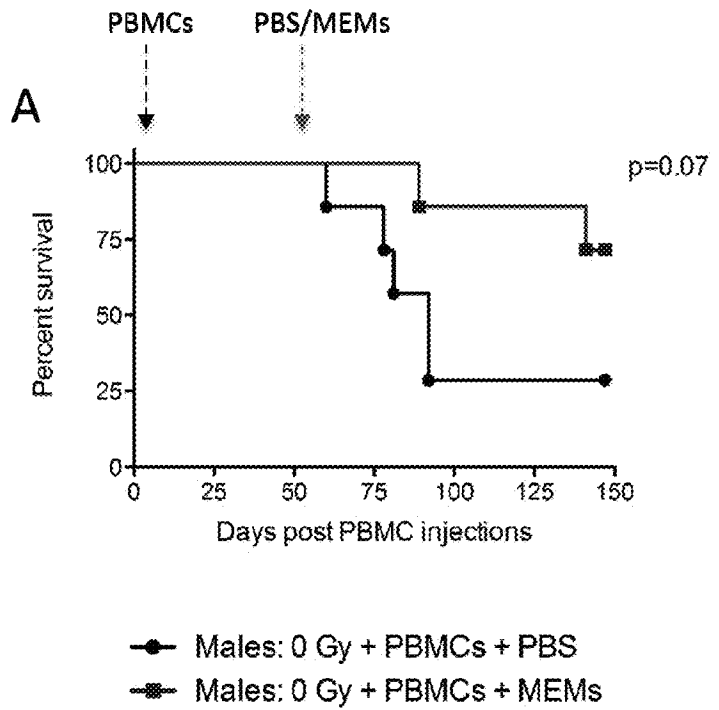 PBMCs PBS/MEMs
A
100
75
50
25
0
Percent survival
p=0.07
0 25 50 75 100 125 150
Days post PBMC injections
Males: 0 Gy + PBMCs + PBS
Males: 0 Gy + PBMCs + MEMs